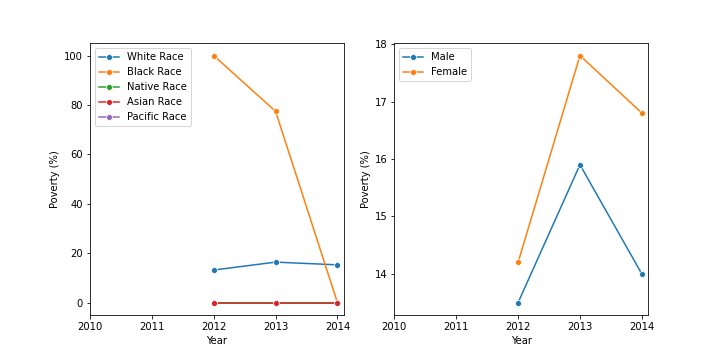 White Race
Black Race
Native Race
Asian Race
Pacific Race
100
80
60
40
20
0
Poverty (%)
2010 2011 2012 2013 2014
Year
Male
Female
18
17
16
15
14
Poverty (%)
2010 2011 2012 2013 2014
Year